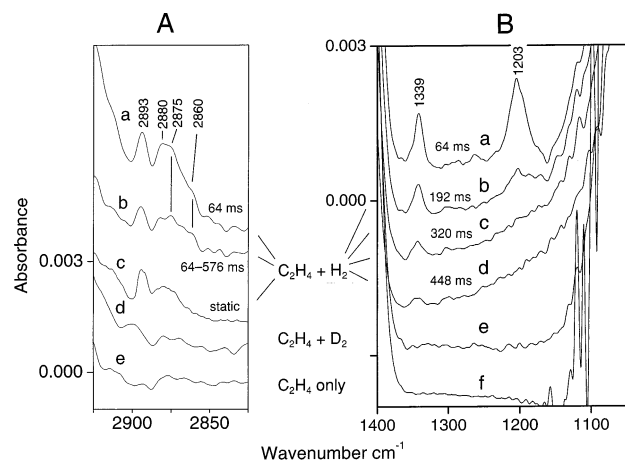 A
B
0.003
2893
2880
2875
2860
1339
1203
a
64 ms
a
64 ms
b
192 ms
b
0.000
c
320 ms
64–576 ms
Absorbance
0.003
C2H4 + H2
d
448 ms
c
static
d
C2H4 + D2
e
0.000
e
C2H4 only
f
2900
2850
1400
1300
1200
1100
Wavenumber cm-1